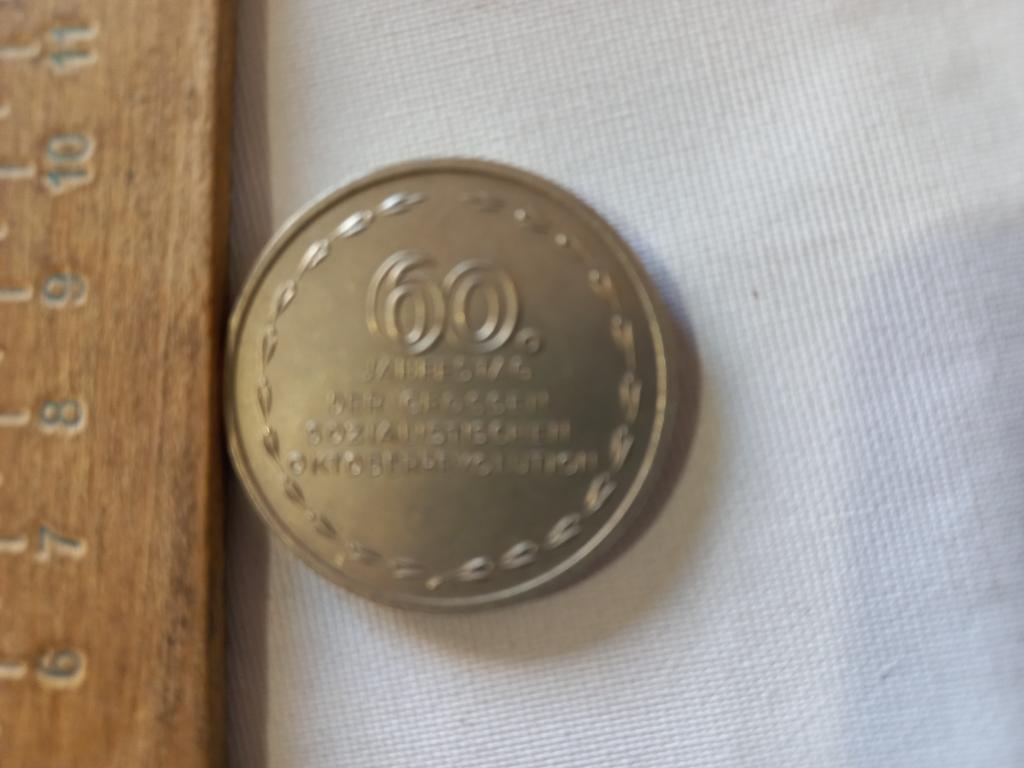 60.
JAHRESTAG
DER GROSSEN
SOZIALISTISCHEN
OKTOBERREVOLUTION
11
10
9
8
7
6